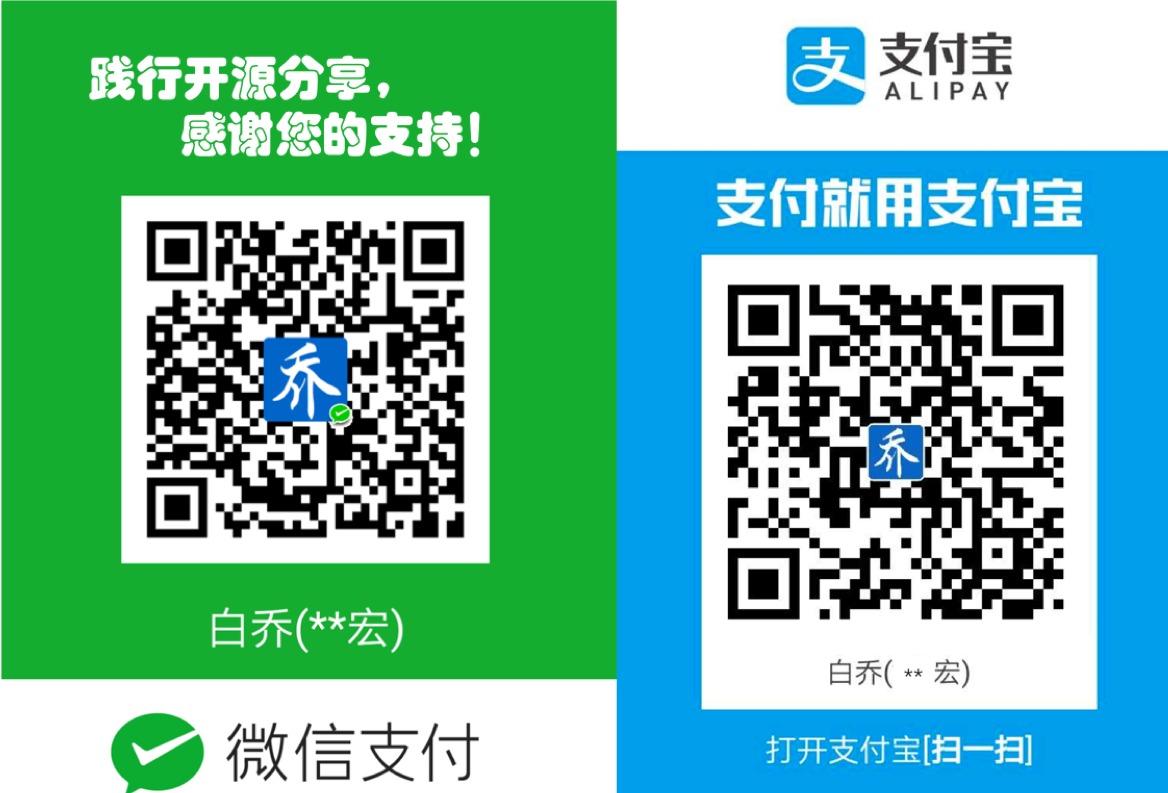 践行开源分享，
感谢您的支持！
乔
白乔(**宏)
微信支付
支
支付宝
ALIPAY
支付就用支付宝
乔
白乔( ** 宏)
打开支付宝[扫一扫]